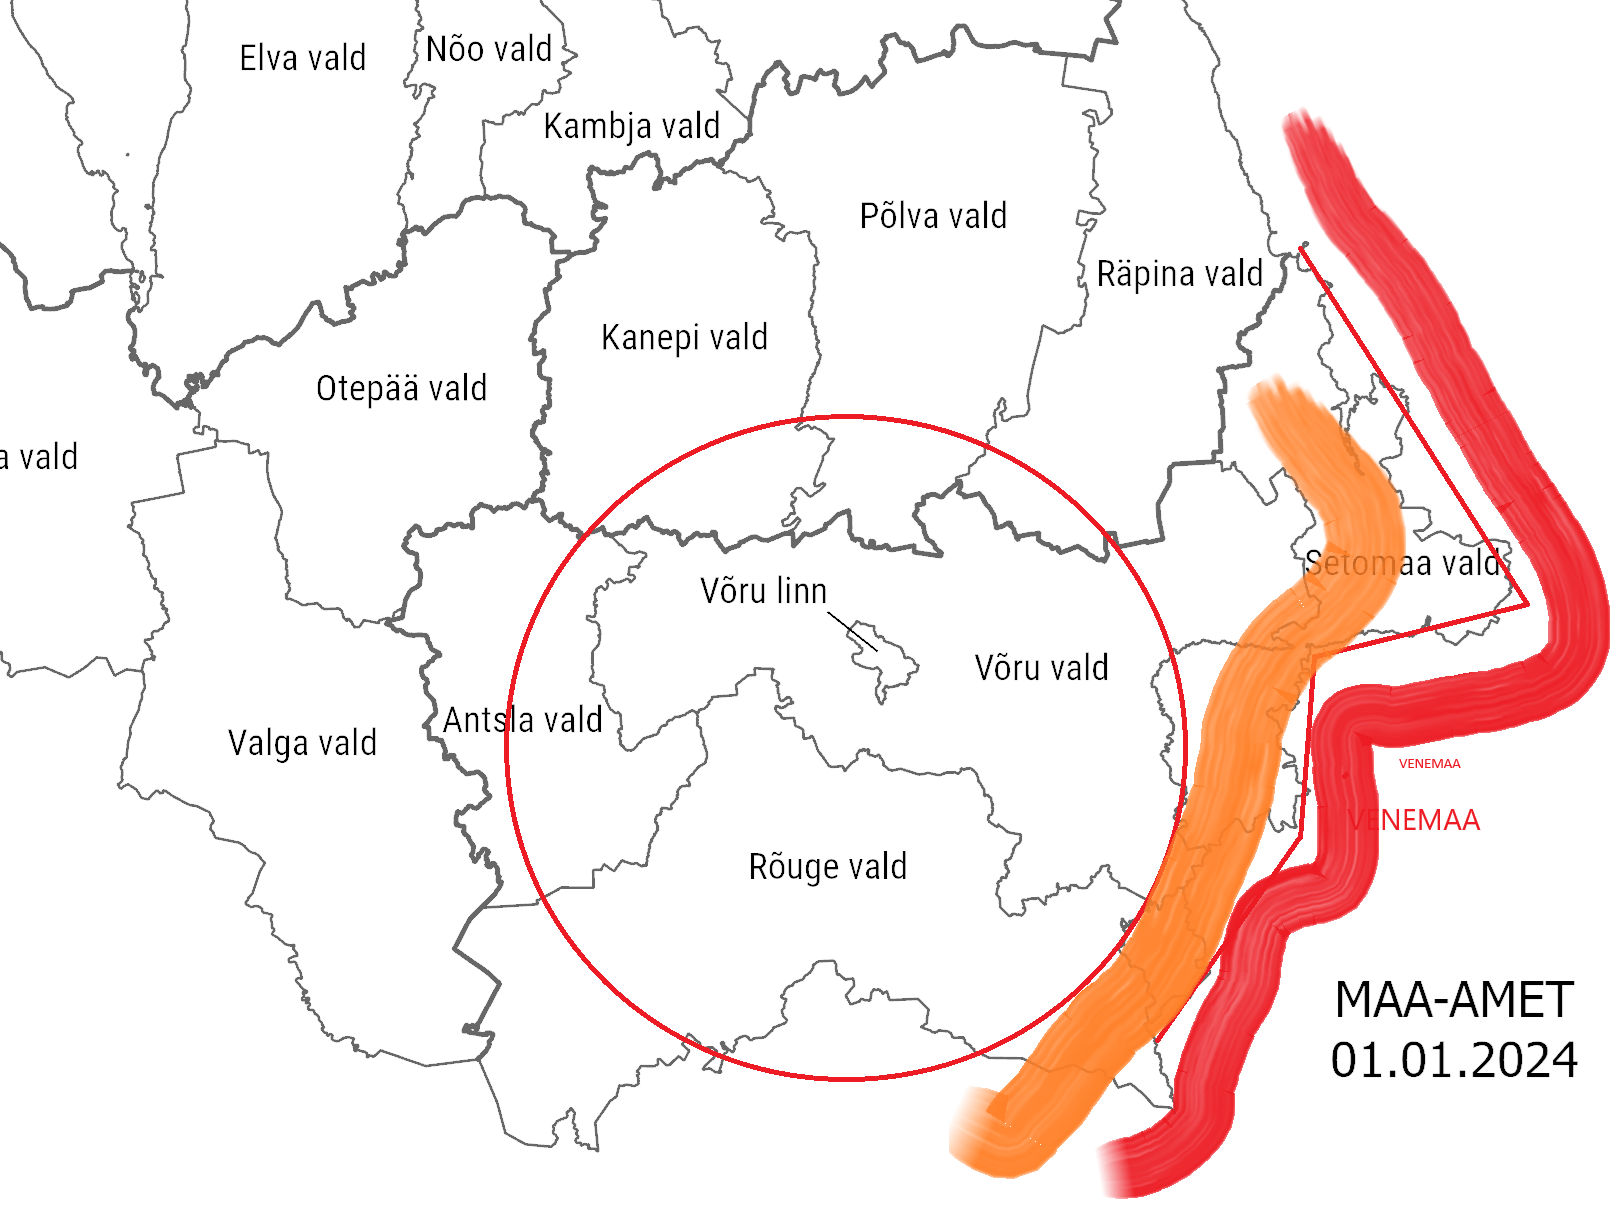 Elva vald
Nõo vald
Kambja vald
Põlva vald
Räpina vald
Kanepi vald
Otepää vald
a vald
Setomaa vald
Võru linn
Võru vald
Antsla vald
Valga vald
VENEMAA
VENEMAA
Rõuge vald
MAA-AMET
01.01.2024